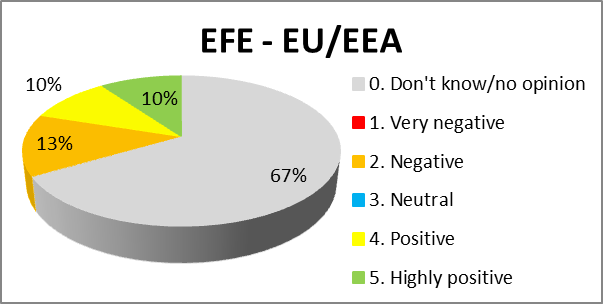 EFE - EU/EEA
10%
10%
13%
67%
0. Don't know/no opinion
1. Very negative
2. Negative
3. Neutral
4. Positive
5. Highly positive